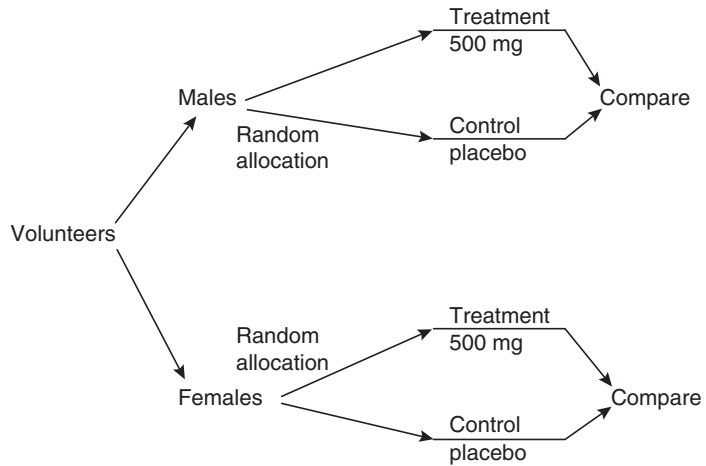 Treatment
500 mg
Males
Compare
Random
allocation
Control
placebo
Volunteers
Random
allocation
Treatment
500 mg
Females
Compare
Control
placebo